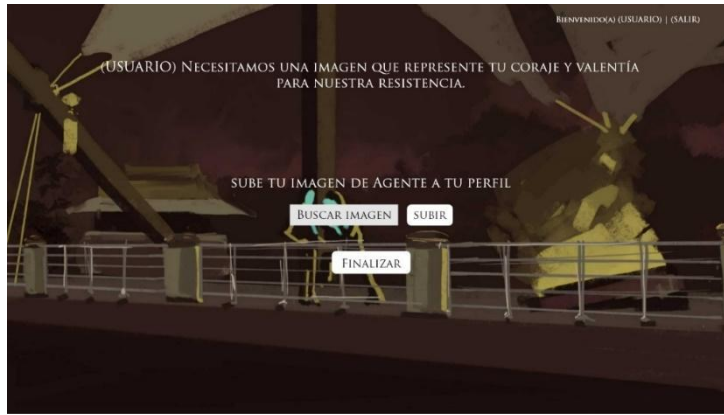 Bienvenido(a) (USUARIO) | (SALIR)
(USUARIO) Necesitamos una imagen que represente tu coraje y valentía
para nuestra resistencia.
sube tu imagen de Agente a tu perfil
Buscar imagen subir
Finalizar